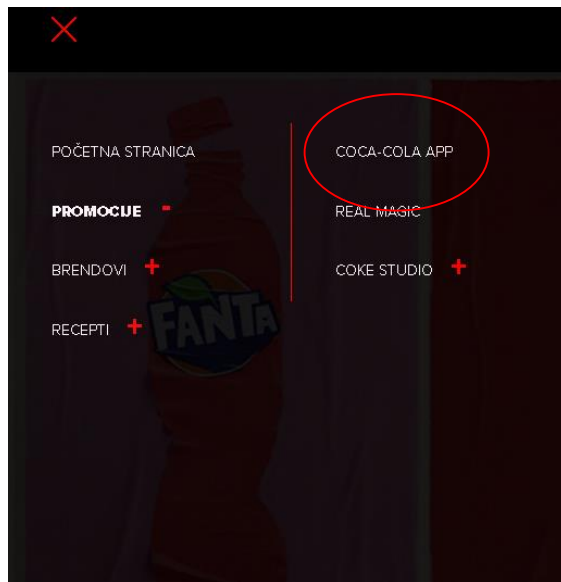 POČETNA STRANICA
PROMOCIJE -
BRENDOVI +
RECEPTI +
COCA-COLA APP
REAL MAGIC
COKE STUDIO +
FANTA